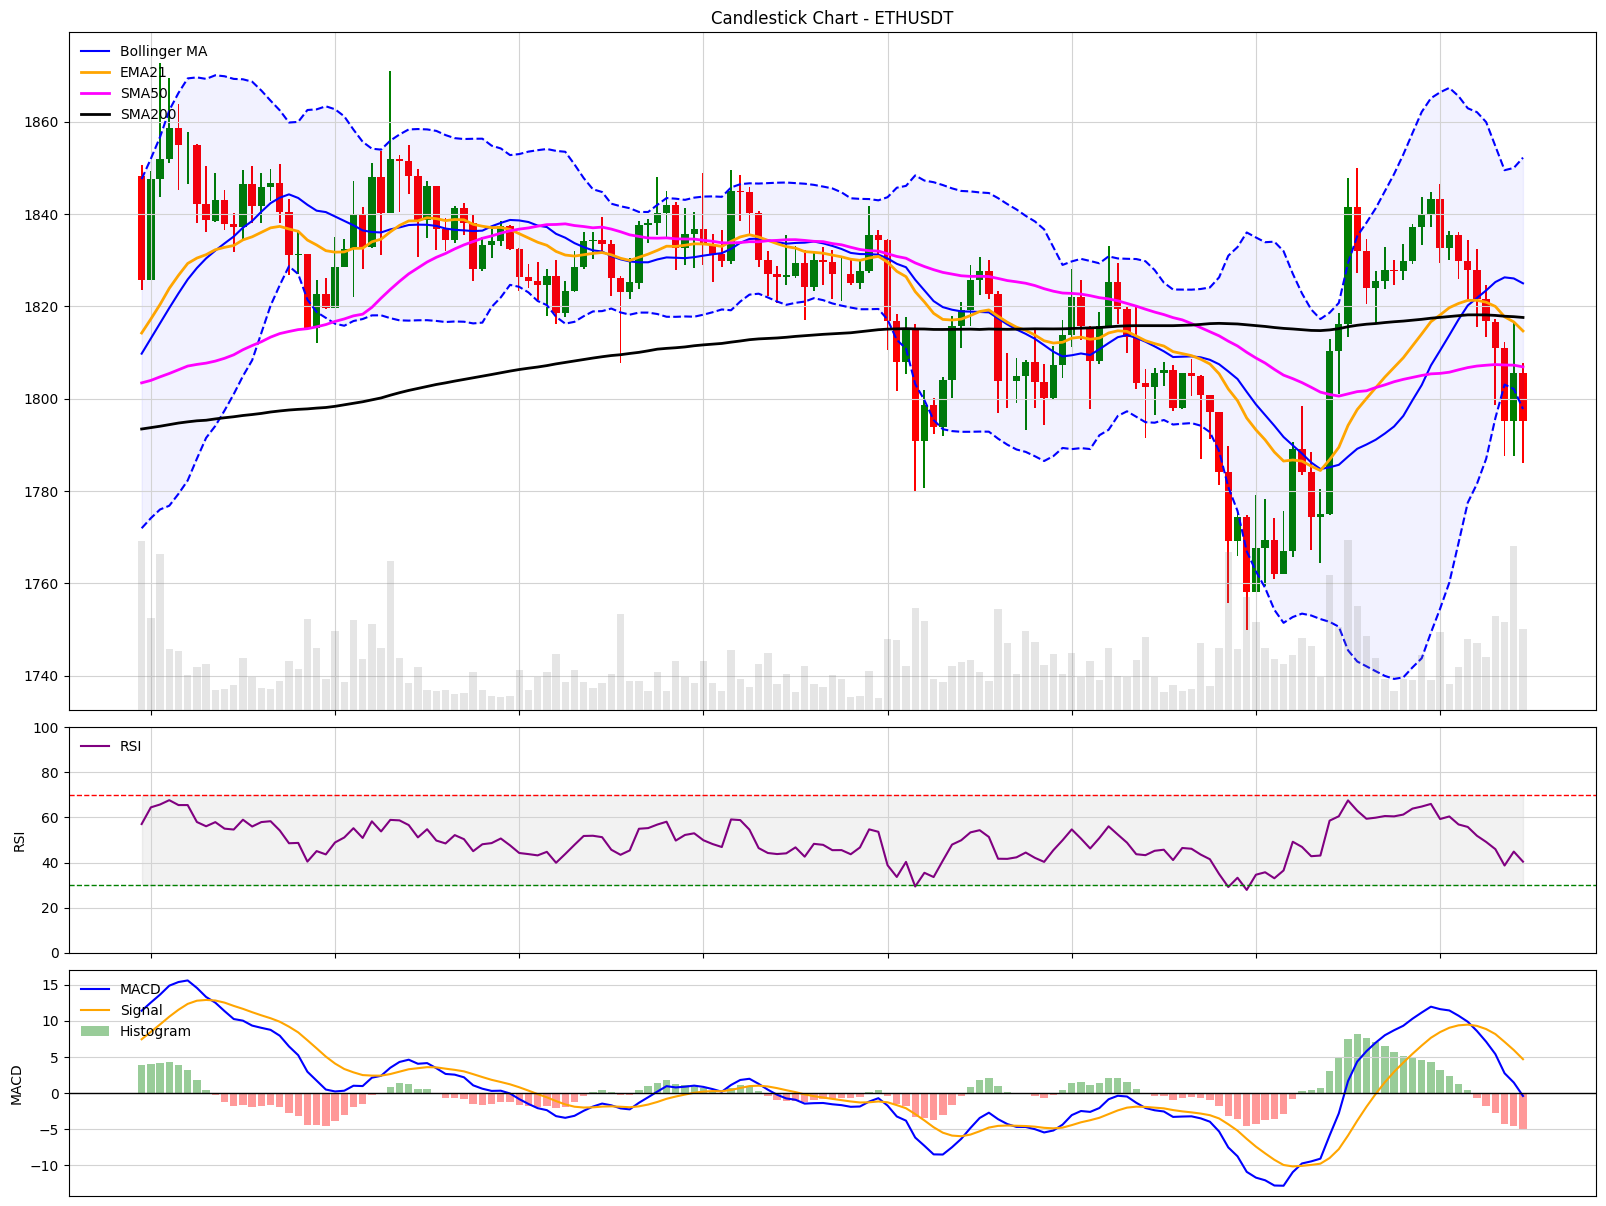 Candlestick Chart - ETHUSDT
Bollinger MA
EMA21
SMA50
SMA200
1860
1840
1820
1800
1780
1760
1740
100
80
60
40
20
0
RSI
RSI
15
10
5
0
−5
−10
MACD
MACD
Signal
Histogram